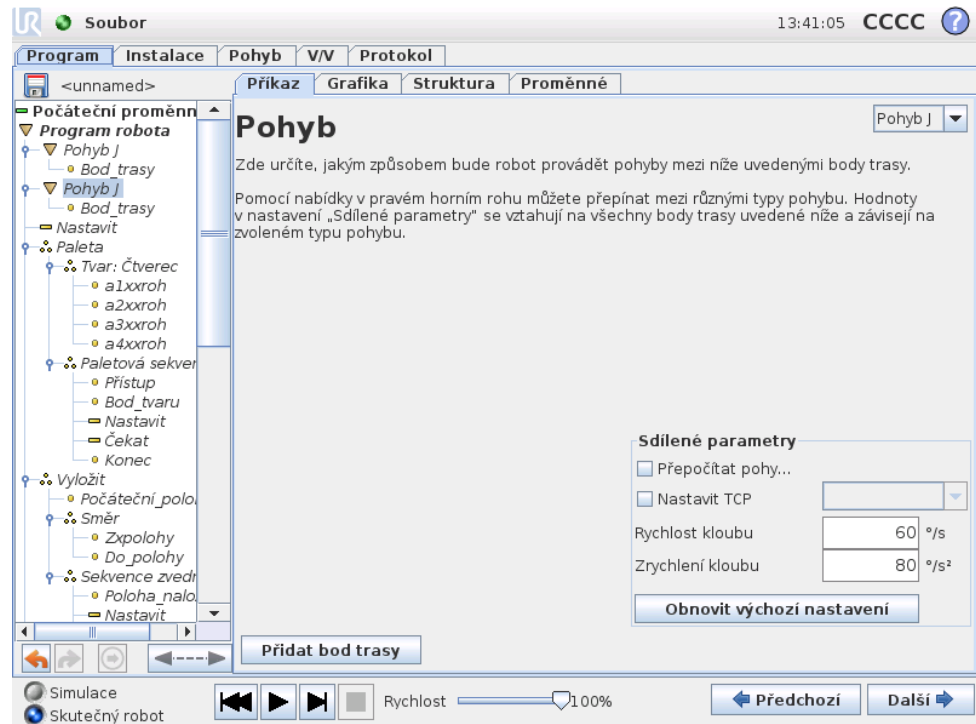 UR Soubor 13:41:05 CCCC ?
Program Instalace Pohyb V/V Protokol
<unnamed>
Příkaz Grafika Struktura Proměnné
Počáteční proměnn
Program robota
Pohyb J
Bod_trasy
Pohyb J
Bod_trasy
Nastavit
Paleta
Tvar: Čtverec
a1xxroh
a2xxroh
a3xxroh
a4xxroh
Paletová sekven
Přístup
Bod_tvaru
Nastavit
Čekat
Konec
Vyložit
Počáteční_polo
Směr
Zxpolohy
Do_polohy
Sekvence zvedn
Poloha_nalo
Nastavit
Pohyb
Pohyb J
Zde určíte, jakým způsobem bude robot provádět pohyby mezi níže uvedenými body trasy.
Pomocí nabídky v pravém horním rohu můžete přepínat mezi různými typy pohybu. Hodnoty
v nastavení „Sdílené parametry" se vztahují na všechny body trasy uvedené níže a závisejí na
zvoleném typu pohybu.
Sdílené parametry
Přepočítat pohy...
Nastavit TCP
Rychlost kloubu 60 °/s
Zrychlení kloubu 80 °/s²
Obnovit výchozí nastavení
Přidat bod trasy
Simulace
Skutečný robot
Rychlost 100%
Předchozí Další